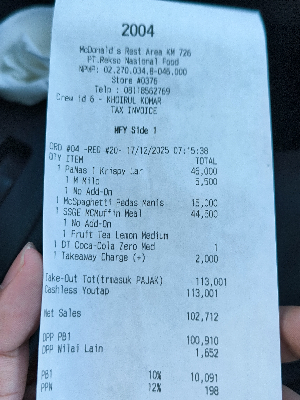 2004
McDonald s Rest Area KM 726
PT.Rekso Nasional Food
NPWP: 02.270.034.8-046.000
Store #0376
Telp : 08118562769
Crew id 6 - KHOIRUL KOMAR
TAX INVOICE
MFY Side 1
ORD #04 -REG #20- 17/12/2025 07:15:38
QTY ITEM TOTAL
1 PaNas 1 Krispy Lar 45,000
1 M Milo 5,500
1 No Add-On
1 McSpaghetti Pedas Manis 15,000
1 SSGE MCMuffin Meal 44,500
1 No Add-On
1 Fruit Tea Lemon Medium
1 DT Coca-Cola Zero Med 1
1 Takeaway Charge (+) 2,000
Take-Out Tot(trmasuk PAJAK) 113,001
Cashless Youtap 113,001
Net Sales 102,712
DPP PB1 100,910
DPP Nilai Lain 1,652
PB1 10% 10,091
PPN 12% 198